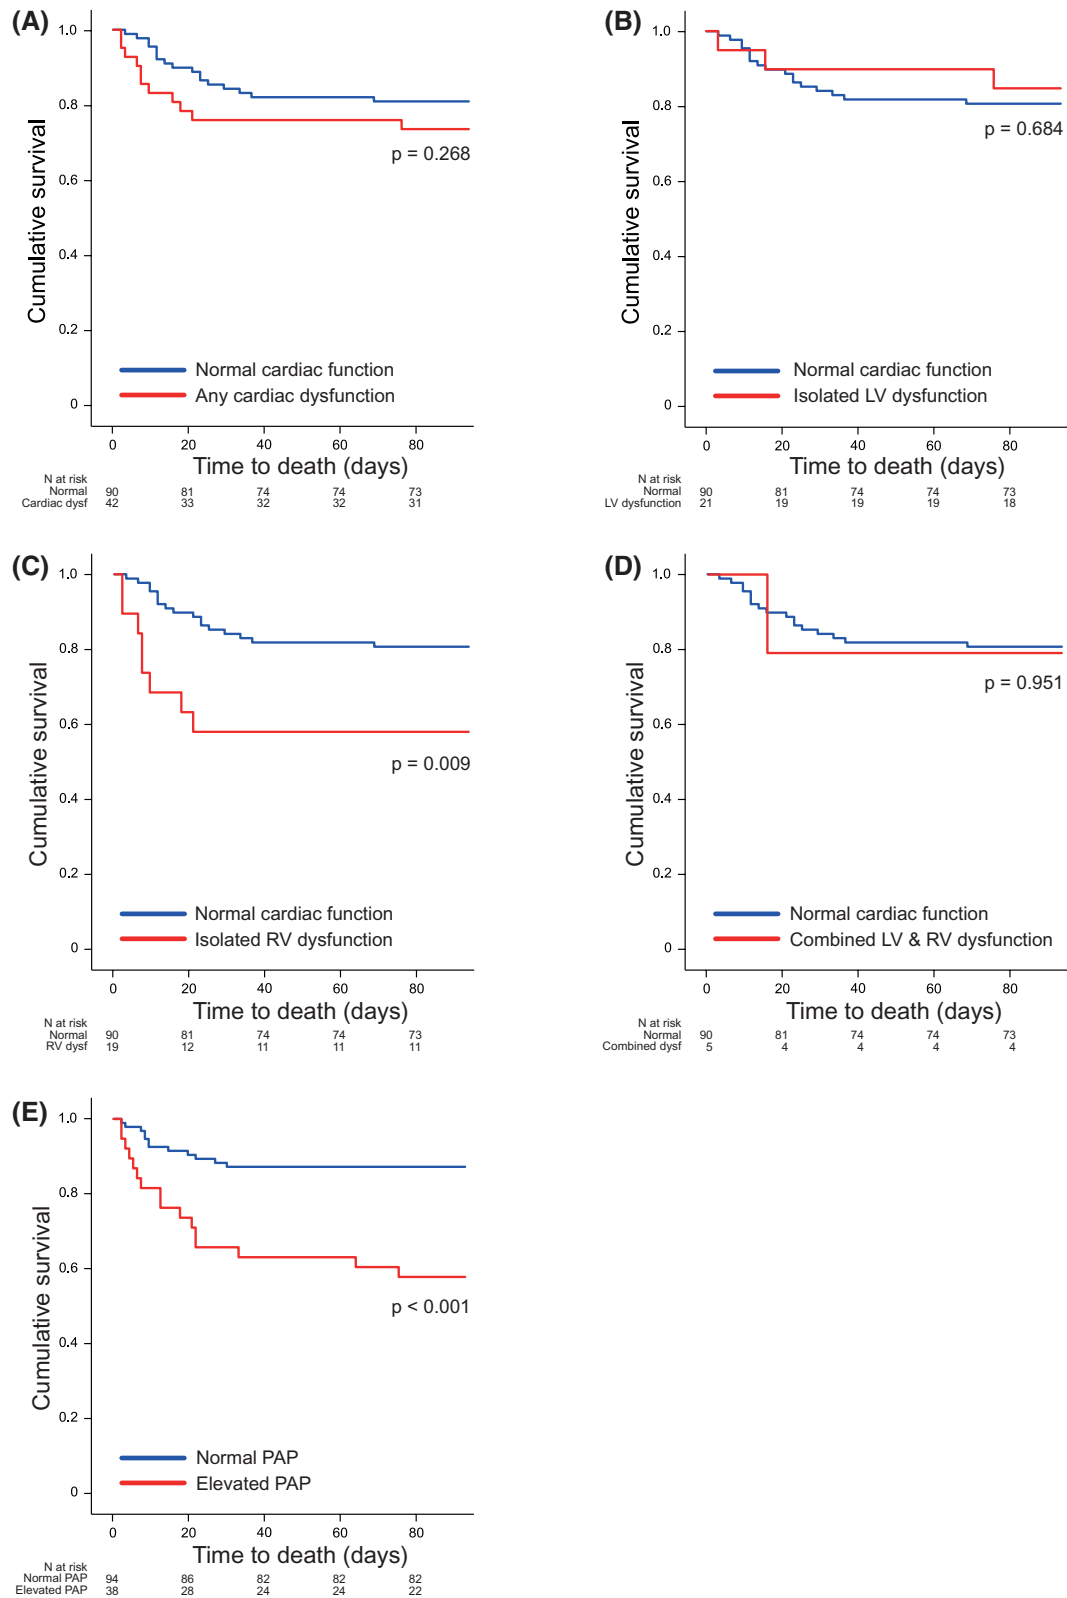 (A)
1.0
0.8
0.6
0.4
0.2
0
Cumulative survival
p = 0.268
Normal cardiac function
Any cardiac dysfunction
0 20 40 60 80
Time to death (days)
N at risk
Normal 90 81 74 74 73
Cardiac dysf 42 33 32 32 31
(B)
1.0
0.8
0.6
0.4
0.2
0
Cumulative survival
p = 0.684
Normal cardiac function
Isolated LV dysfunction
0 20 40 60 80
Time to death (days)
N at risk
Normal 90 81 74 74 73
LV dysfunction 21 19 19 19 18
(C)
1.0
0.8
0.6
0.4
0.2
0
Cumulative survival
p = 0.009
Normal cardiac function
Isolated RV dysfunction
0 20 40 60 80
Time to death (days)
N at risk
Normal 90 81 74 74 73
RV dysf 19 12 11 11 11
(D)
1.0
0.8
0.6
0.4
0.2
0
Cumulative survival
p = 0.951
Normal cardiac function
Combined LV & RV dysfunction
0 20 40 60 80
Time to death (days)
N at risk
Normal 90 81 74 74 73
Combined dysf 5 4 4 4 4
(E)
1.0
0.8
0.6
0.4
0.2
0
Cumulative survival
p < 0.001
Normal PAP
Elevated PAP
0 20 40 60 80
Time to death (days)
N at risk
Normal PAP 94 86 82 82 82
Elevated PAP 38 28 24 24 22